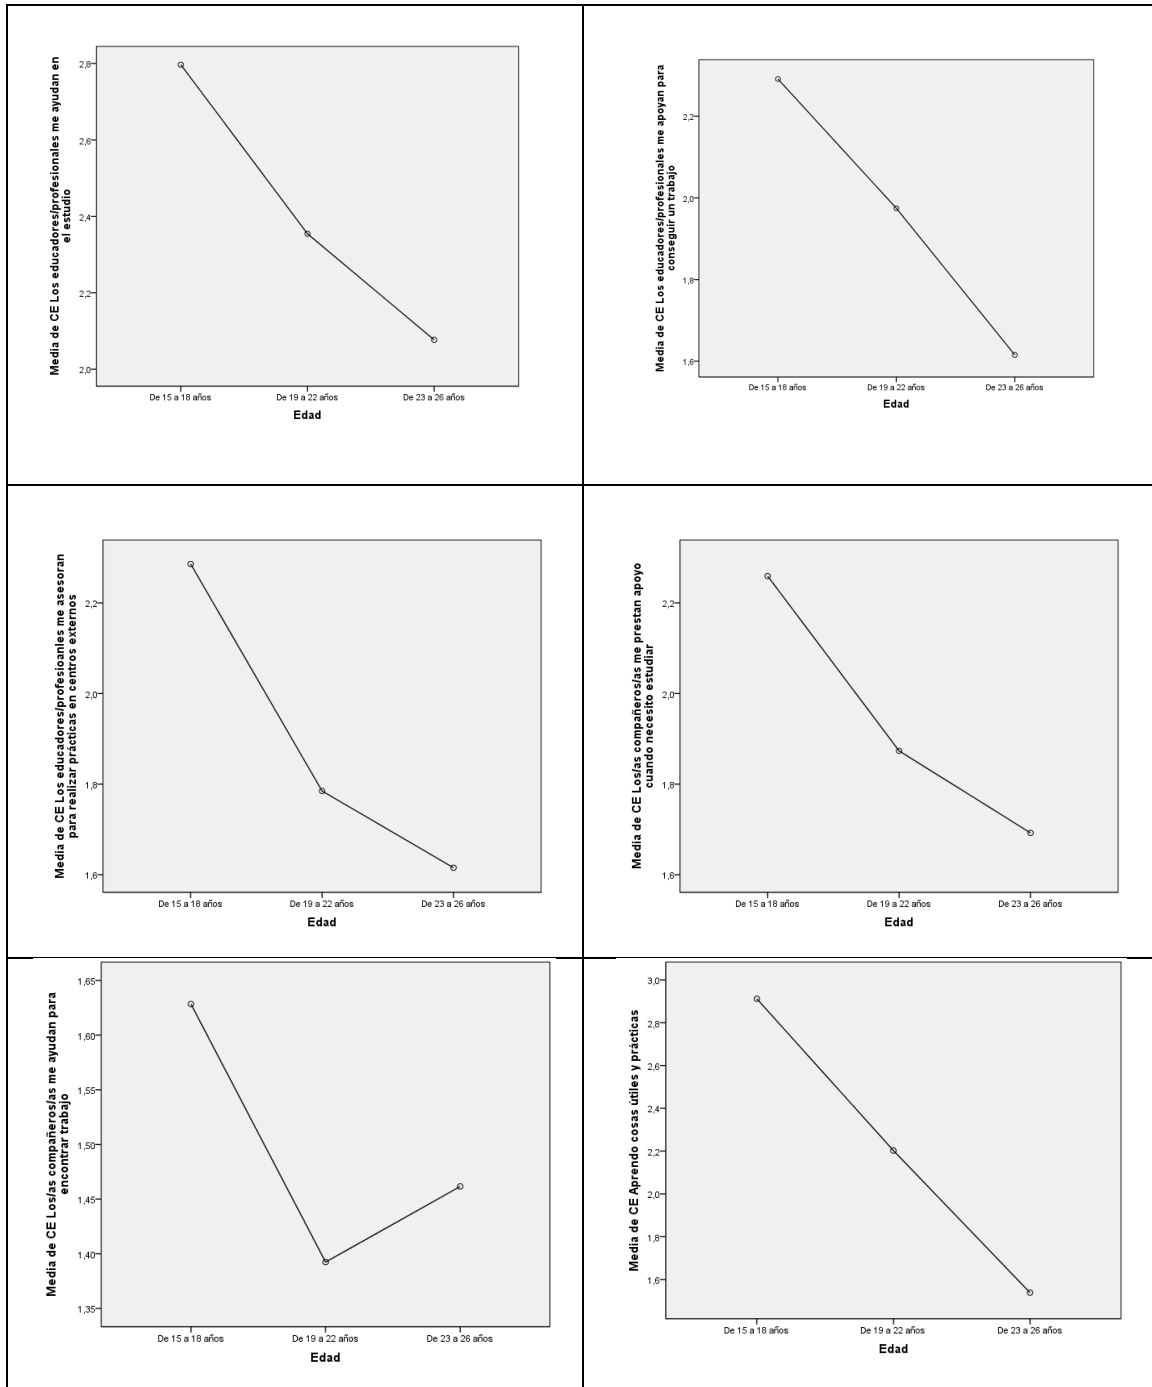 Media de CE Los educadores/profesionales me ayudan en
el estudio
2,8
2,6
2,4
2,2
2,0
De 15 a 18 años
De 19 a 22 años
De 23 a 26 años
Edad
Media de CE Los educadores/profesionales me apoyan para
conseguir un trabajo
2,2
2,0
1,8
1,6
De 15 a 18 años
De 19 a 22 años
De 23 a 26 años
Edad
Media de CE Los educadores/profesioanles me asesoran
para realizar prácticas en centros externos
2,2
2,0
1,8
1,6
De 15 a 18 años
De 19 a 22 años
De 23 a 26 años
Edad
Media de CE Los/as compañeros/as me prestan apoyo
cuando necesito estudiar
2,2
2,0
1,8
1,6
De 15 a 18 años
De 19 a 22 años
De 23 a 26 años
Edad
Media de CE Los/as compañeros/as me ayudan para
encontrar trabajo
1,65
1,60
1,55
1,50
1,45
1,40
1,35
De 15 a 18 años
De 19 a 22 años
De 23 a 26 años
Edad
Media de CE Aprendo cosas útiles y prácticas
3,0
2,8
2,6
2,4
2,2
2,0
1,8
1,6
De 15 a 18 años
De 19 a 22 años
De 23 a 26 años
Edad